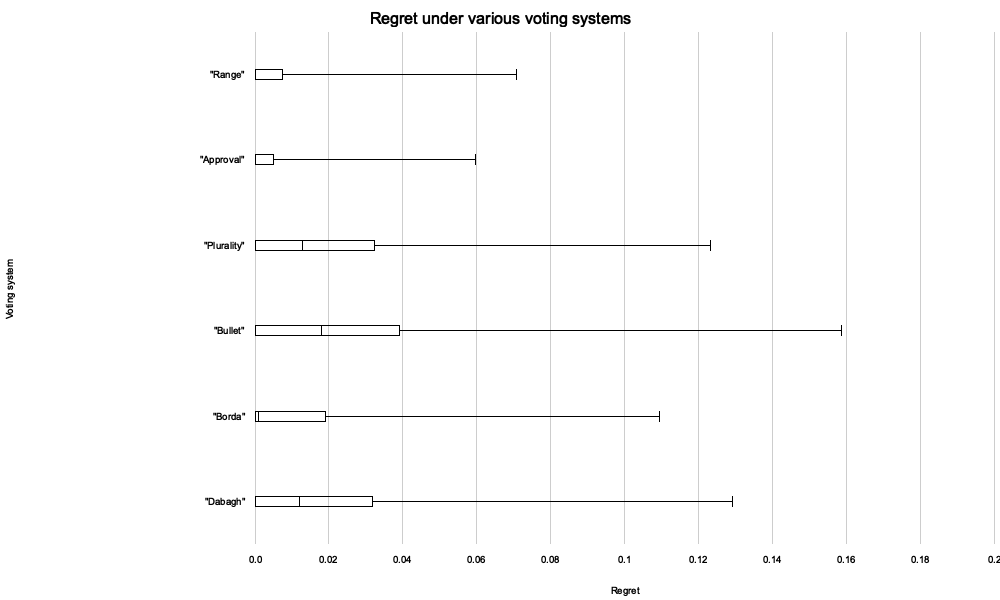 Regret under various voting systems
"Range"
"Approval"
"Plurality"
Voting system
"Bullet"
"Borda"
"Dabagh"
0.0 0.02 0.04 0.06 0.08 0.1 0.12 0.14 0.16 0.18 0.2
Regret